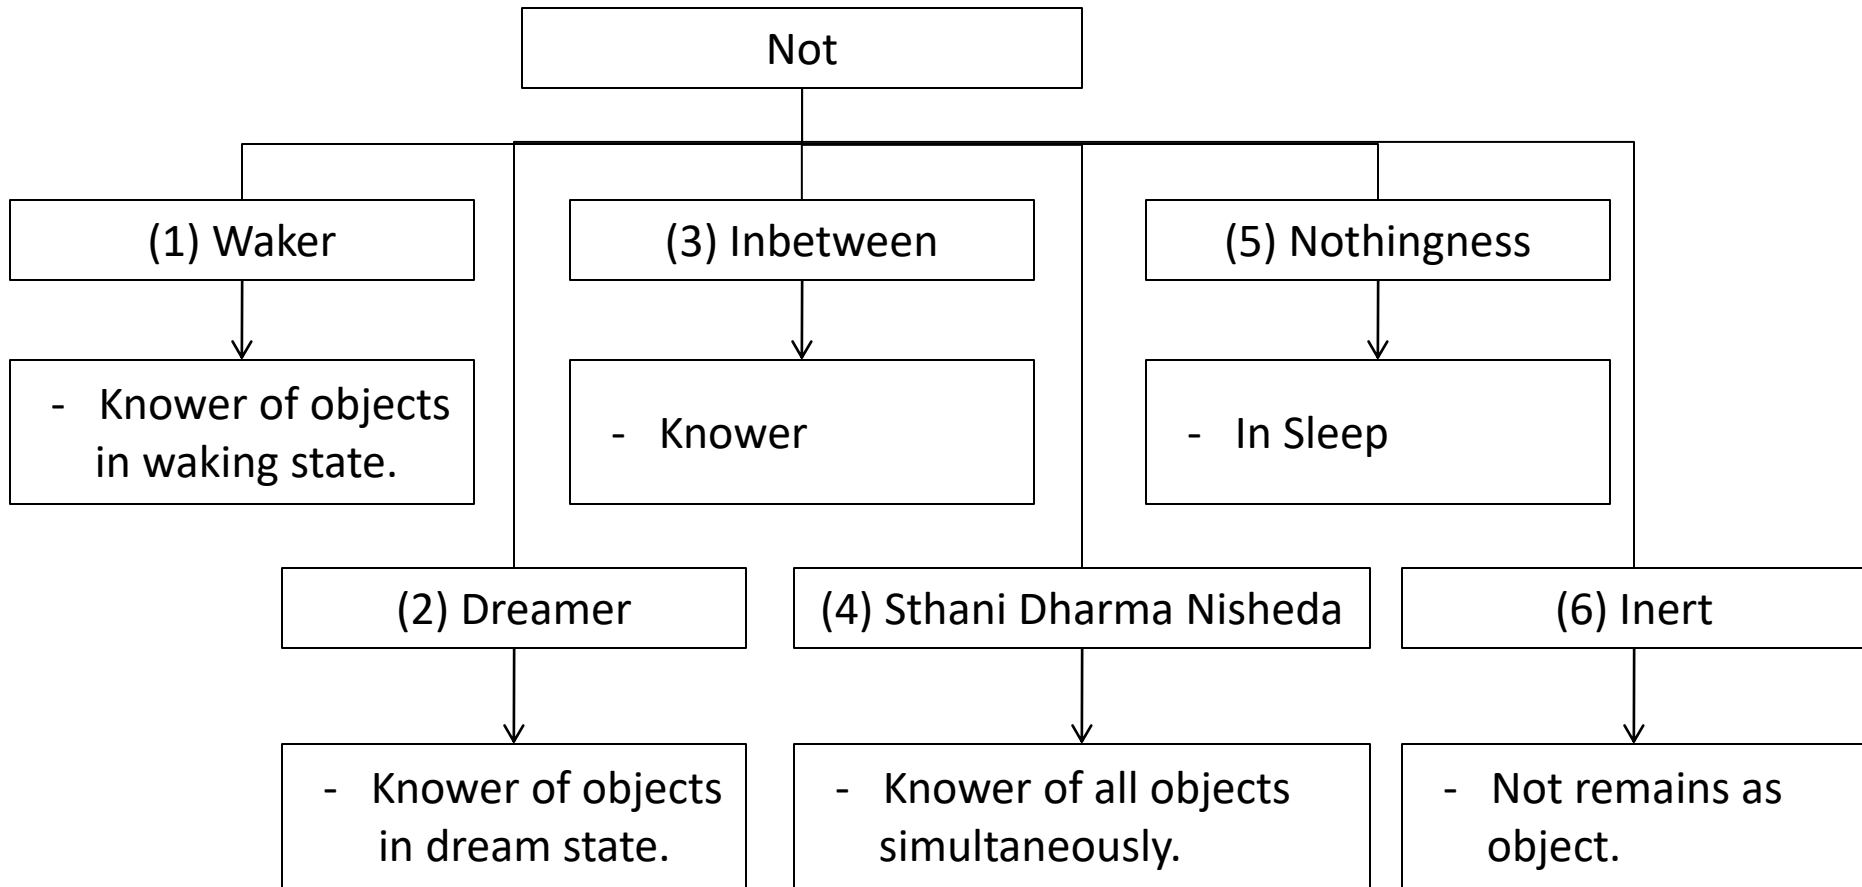 Not
(1) Waker
(3) Inbetween
(5) Nothingness
- Knower of objects
in waking state.
- Knower
- In Sleep
(2) Dreamer
(4) Sthani Dharma Nisheda
(6) Inert
- Knower of objects
in dream state.
- Knower of all objects
simultaneously.
- Not remains as
object.